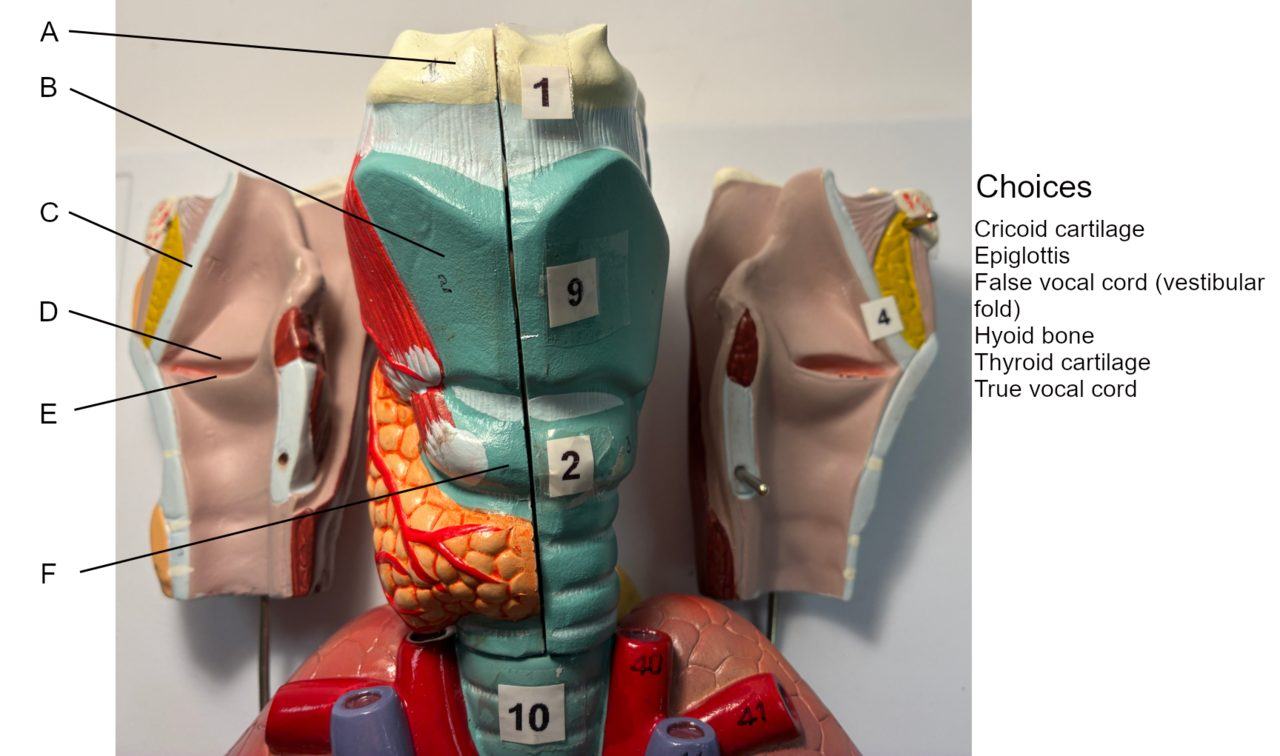 A
B
C
D
E
F
1
9
4
2
10
40
41
Choices
Cricoid cartilage
Epiglottis
False vocal cord (vestibular
fold)
Hyoid bone
Thyroid cartilage
True vocal cord